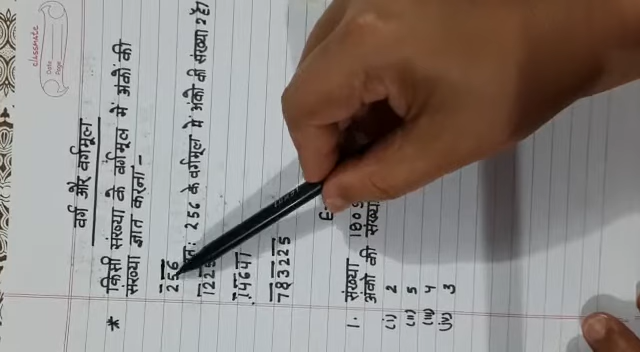 classmate
Date
Page
वर्ग और वर्गमूल
* किसी संख्या के वर्गमूल में अंकों की
संख्या ज्ञात करना -
256
256 के वर्गमूल में अंकों की संख्या 2 है।
1225
14641
783225
1. संख्या 180
अंकों की संख्या
(i) 2
(ii) 5
(iii) 4
(iv) 3